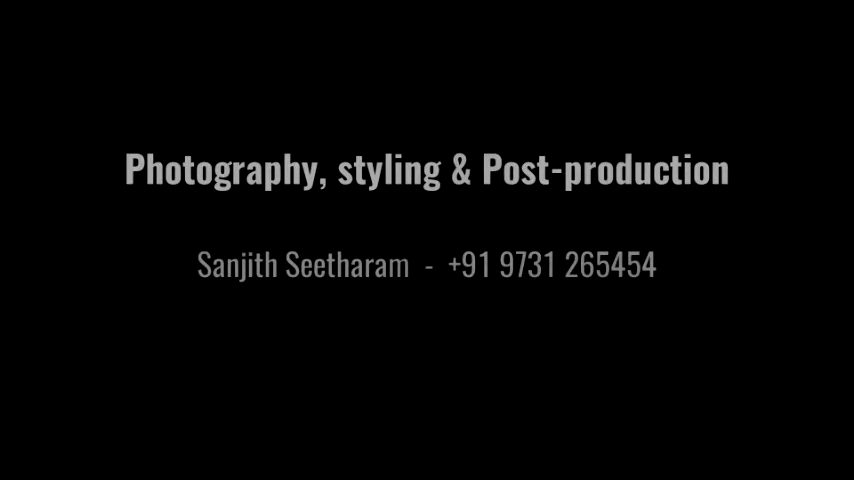 Photography, styling & Post-production
Sanjith Seetharam - +91 9731 265454